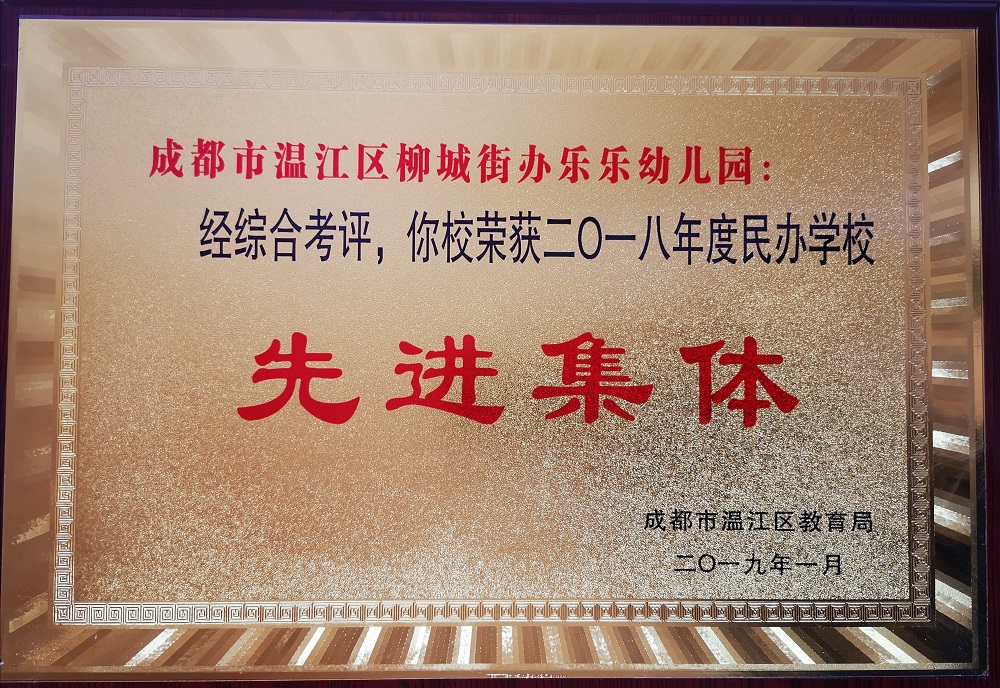 成都市温江区柳城街办乐乐幼儿园：
经综合考评，你校荣获二〇一八年度民办学校
先进集体
成都市温江区教育局
二〇一九年一月